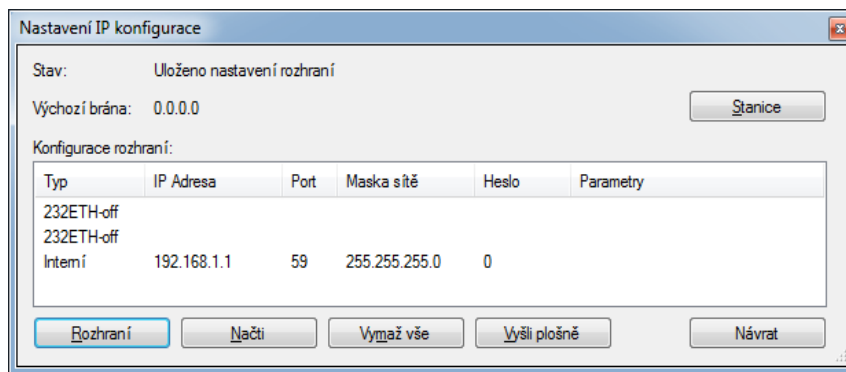 Nastavení IP konfigurace
Stav: Uloženo nastavení rozhraní
Výchozí brána: 0.0.0.0 Stanice
Konfigurace rozhraní:
Typ IP Adresa Port Maska sítě Heslo Parametry
232ETH-off
232ETH-off
Interní 192.168.1.1 59 255.255.255.0 0
Rozhraní Načti Vymaž vše Vyšli plošně Návrat